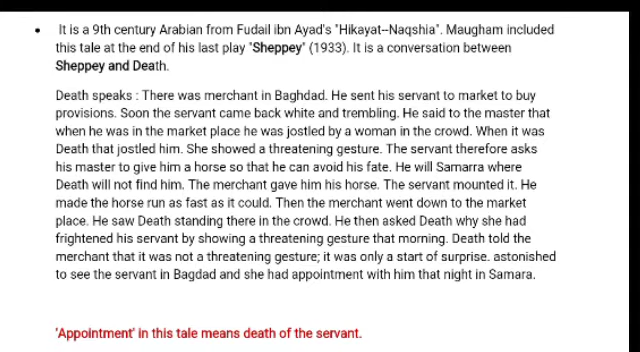 • It is a 9th century Arabian from Fudail ibn Ayad's "Hikayat--Naqshia". Maugham included
this tale at the end of his last play "Sheppey" (1933). It is a conversation between
Sheppey and Death.
Death speaks : There was merchant in Baghdad. He sent his servant to market to buy
provisions. Soon the servant came back white and trembling. He said to the master that
when he was in the market place he was jostled by a woman in the crowd. When it was
Death that jostled him. She showed a threatening gesture. The servant therefore asks
his master to give him a horse so that he can avoid his fate. He will Samarra where
Death will not find him. The merchant gave him his horse. The servant mounted it. He
made the horse run as fast as it could. Then the merchant went down to the market
place. He saw Death standing there in the crowd. He then asked Death why she had
frightened his servant by showing a threatening gesture that morning. Death told the
merchant that it was not a threatening gesture; it was only a start of surprise. astonished
to see the servant in Bagdad and she had appointment with him that night in Samara.
'Appointment' in this tale means death of the servant.